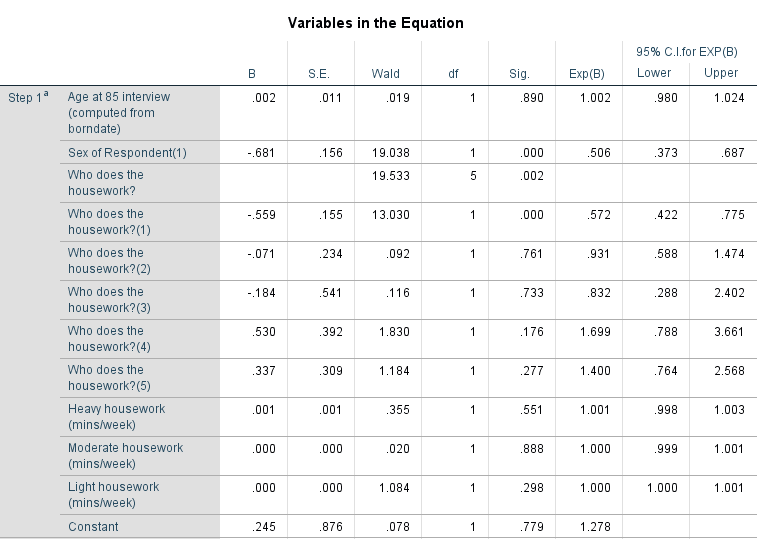 Variables in the Equation
95% C.I.for EXP(B)
B S.E. Wald df Sig. Exp(B) Lower Upper
Step 1a Age at 85 interview (computed from borndate) .002 .011 .019 1 .890 1.002 .980 1.024
Sex of Respondent(1) -.681 .156 19.038 1 .000 .506 .373 .687
Who does the housework? 19.533 5 .002
Who does the housework?(1) -.559 .155 13.030 1 .000 .572 .422 .775
Who does the housework?(2) -.071 .234 .092 1 .761 .931 .588 1.474
Who does the housework?(3) -.184 .541 .116 1 .733 .832 .288 2.402
Who does the housework?(4) .530 .392 1.830 1 .176 1.699 .788 3.661
Who does the housework?(5) .337 .309 1.184 1 .277 1.400 .764 2.568
Heavy housework (mins/week) .001 .001 .355 1 .551 1.001 .998 1.003
Moderate housework (mins/week) .000 .000 .020 1 .888 1.000 .999 1.001
Light housework (mins/week) .000 .000 1.084 1 .298 1.000 1.000 1.001
Constant .245 .876 .078 1 .779 1.278